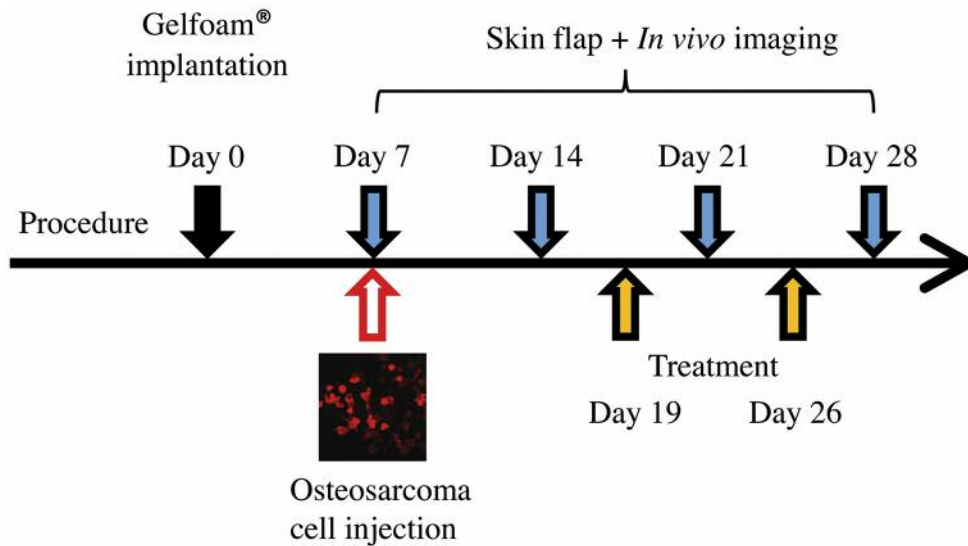 Gelfoam®
implantation
Skin flap + In vivo imaging
Day 0
Day 7
Day 14
Day 21
Day 28
Procedure
Treatment
Day 19
Day 26
Osteosarcoma
cell injection